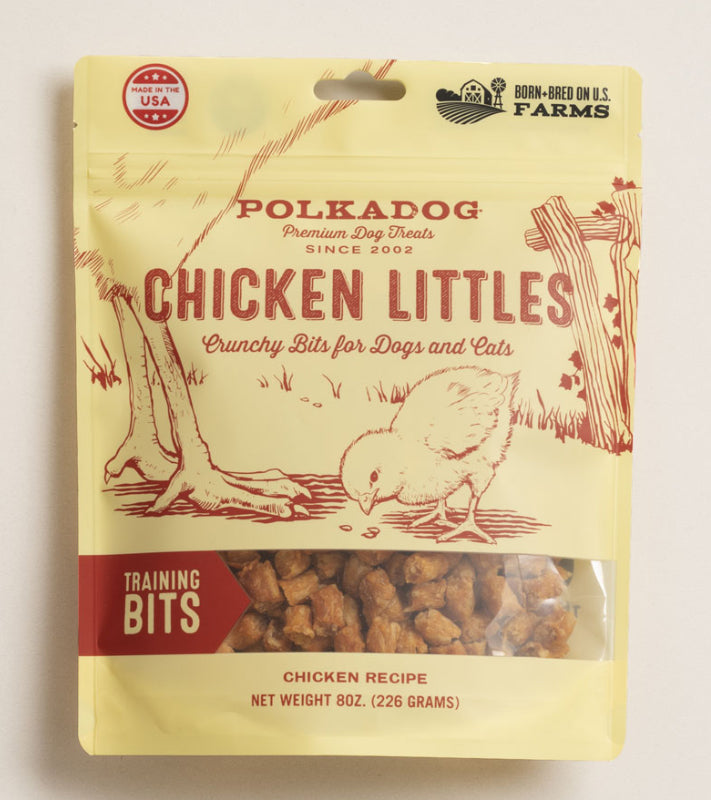 MADE IN THE
USA
BORN+BRED ON U.S.
FARMS
POLKADOG
Premium Dog Treats
SINCE 2002
CHICKEN LITTLES
Crunchy Bits for Dogs and Cats
TRAINING
BITS
CHICKEN RECIPE
NET WEIGHT 8OZ. (226 GRAMS)